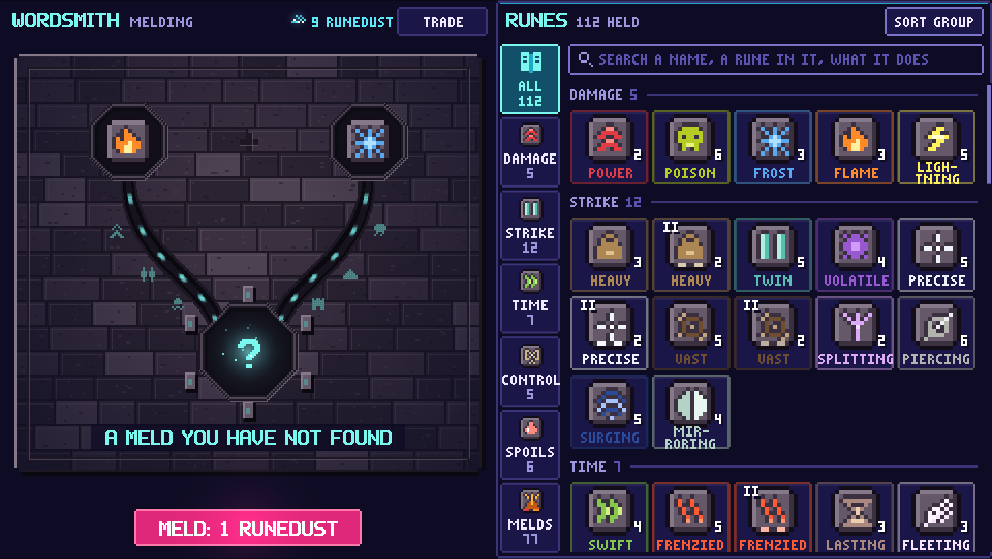 WORDSMITH MELDING
9 RUNEDUST
TRADE
?
A MELD YOU HAVE NOT FOUND
MELD: 1 RUNEDUST
RUNES 112 HELD
SORT GROUP
SEARCH A NAME, A RUNE IN IT, WHAT IT DOES
ALL
112
DAMAGE
5
STRIKE
12
TIME
7
CONTROL
5
SPOILS
6
MELDS
77
DAMAGE 5
2
POWER
6
POISON
3
FROST
3
FLAME
5
LIGH-
TNING
STRIKE 12
3
HEAVY
II
2
HEAVY
5
TWIN
4
VOLATILE
5
PRECISE
II
2
PRECISE
5
VAST
II
2
VAST
2
SPLITTING
6
PIERCING
5
SURGING
2
MIR-
RORING
TIME 7
4
SWIFT
5
FRENZIED
II
2
FRENZIED
3
LASTING
3
FLEETING